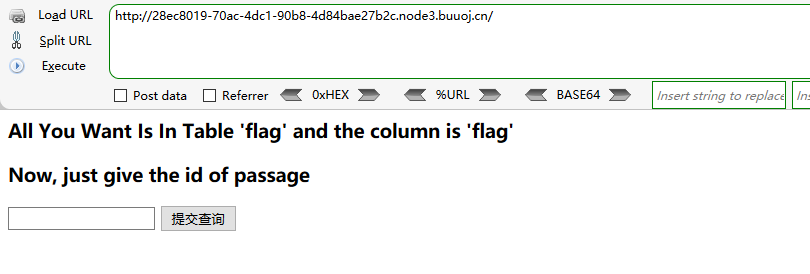 Load URL
http://28ec8019-70ac-4dc1-90b8-4d84bae27b2c.node3.buuoj.cn/
Split URL
Execute
Post data Referrer 0xHEX %URL BASE64 Insert string to replace Ins
All You Want Is In Table 'flag' and the column is 'flag'
Now, just give the id of passage
提交查询